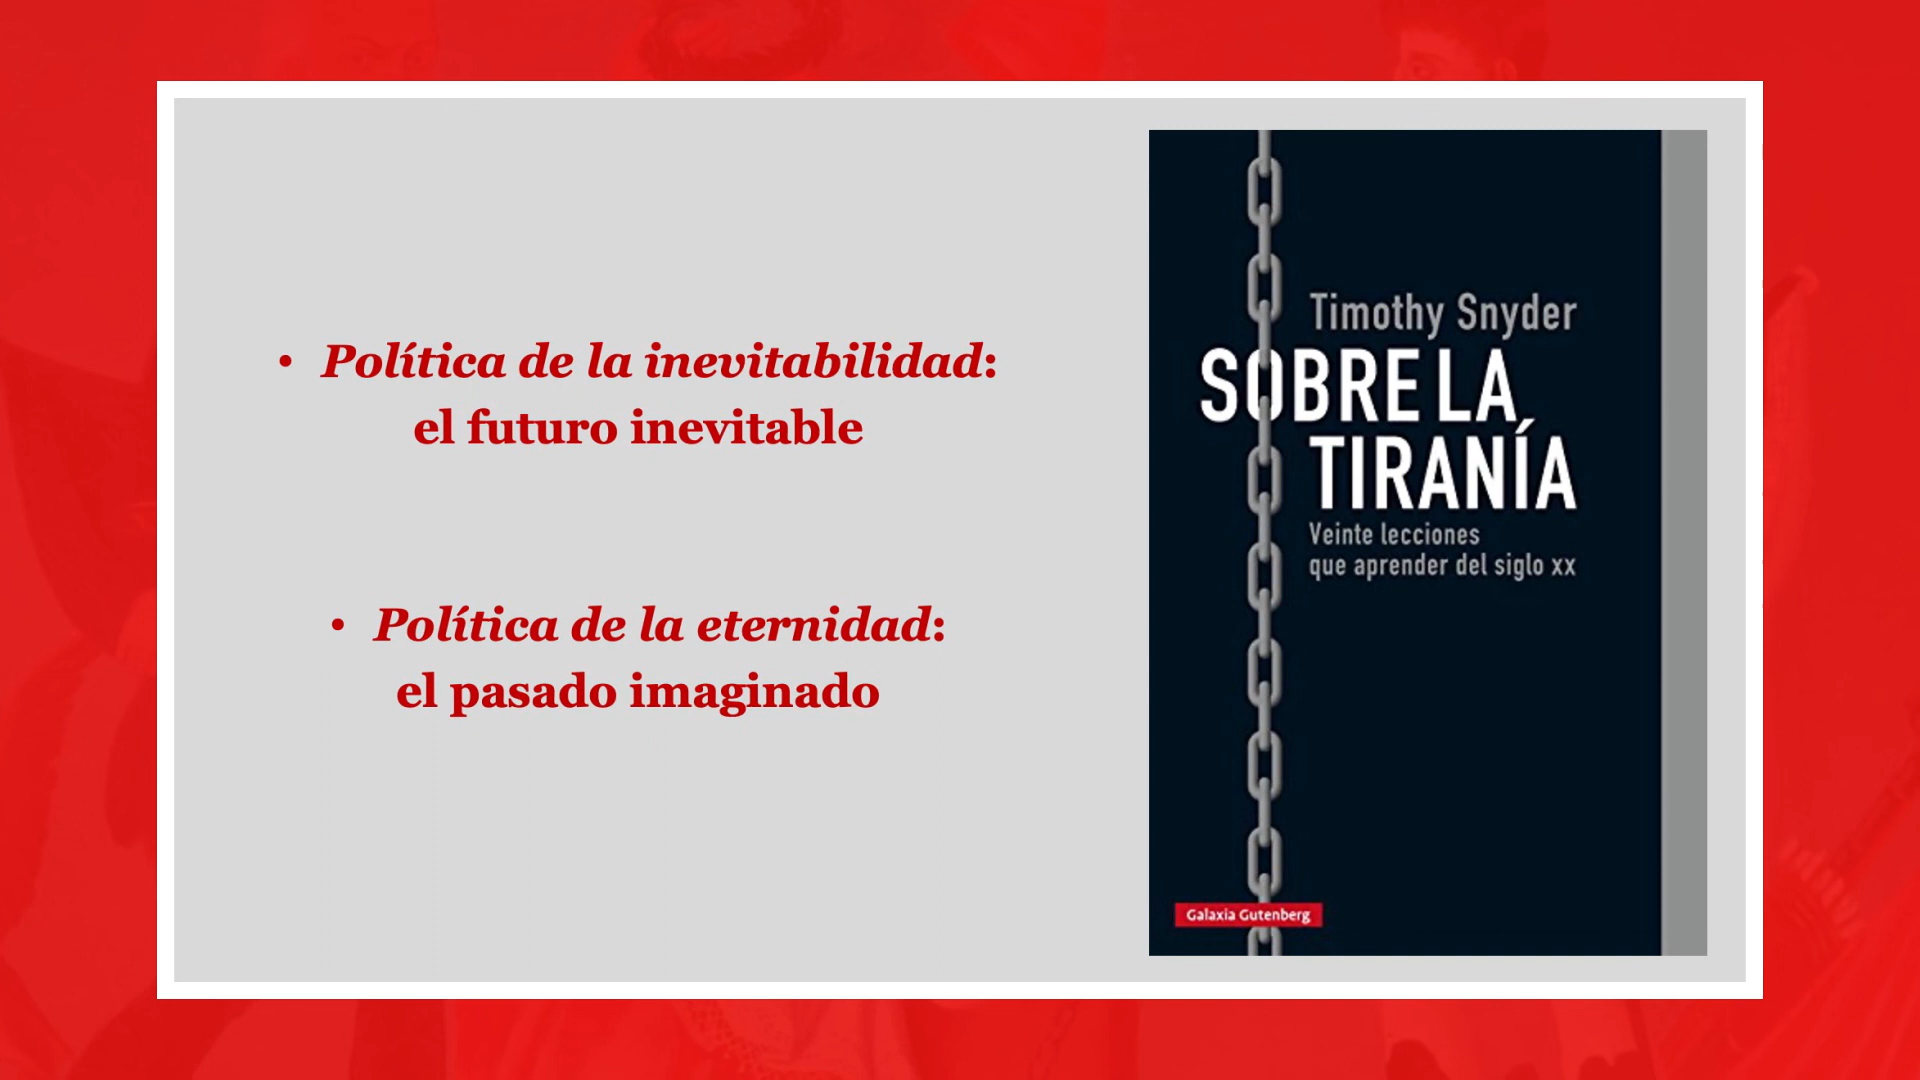 • Política de la inevitabilidad:
el futuro inevitable
• Política de la eternidad:
el pasado imaginado
Timothy Snyder
SOBRE LA
TIRANÍA
Veinte lecciones
que aprender del siglo xx
Galaxia Gutenberg